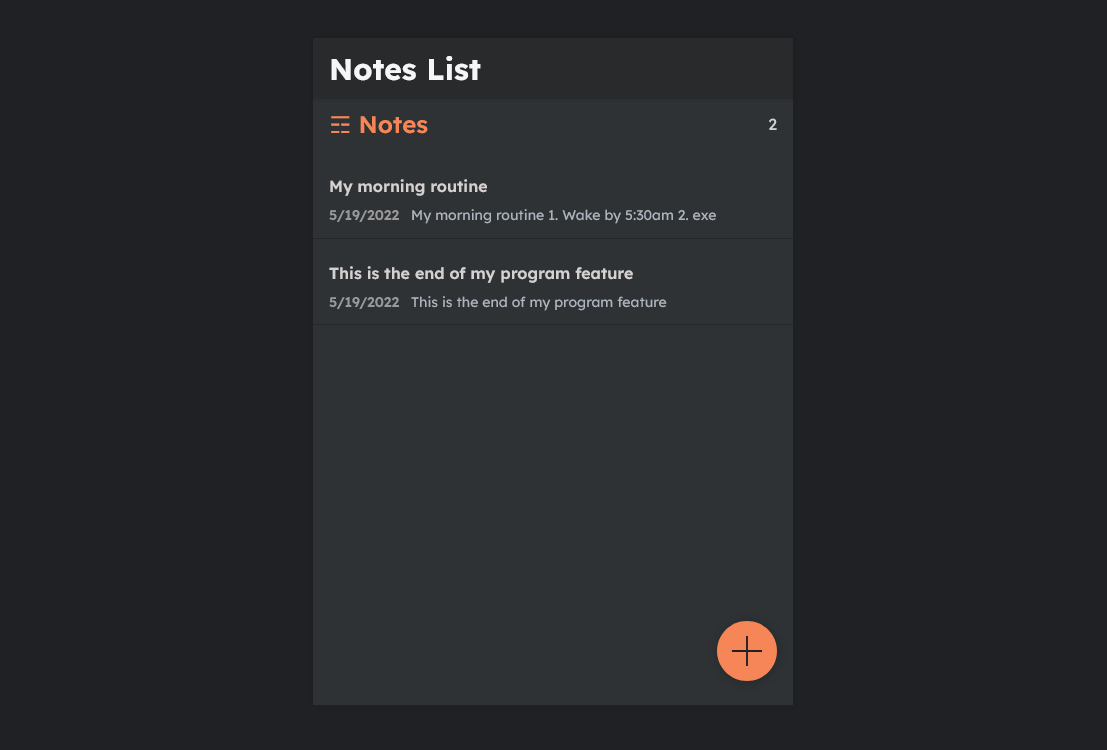 Notes List
☶ Notes 2
My morning routine
5/19/2022 My morning routine 1. Wake by 5:30am 2. exe
This is the end of my program feature
5/19/2022 This is the end of my program feature